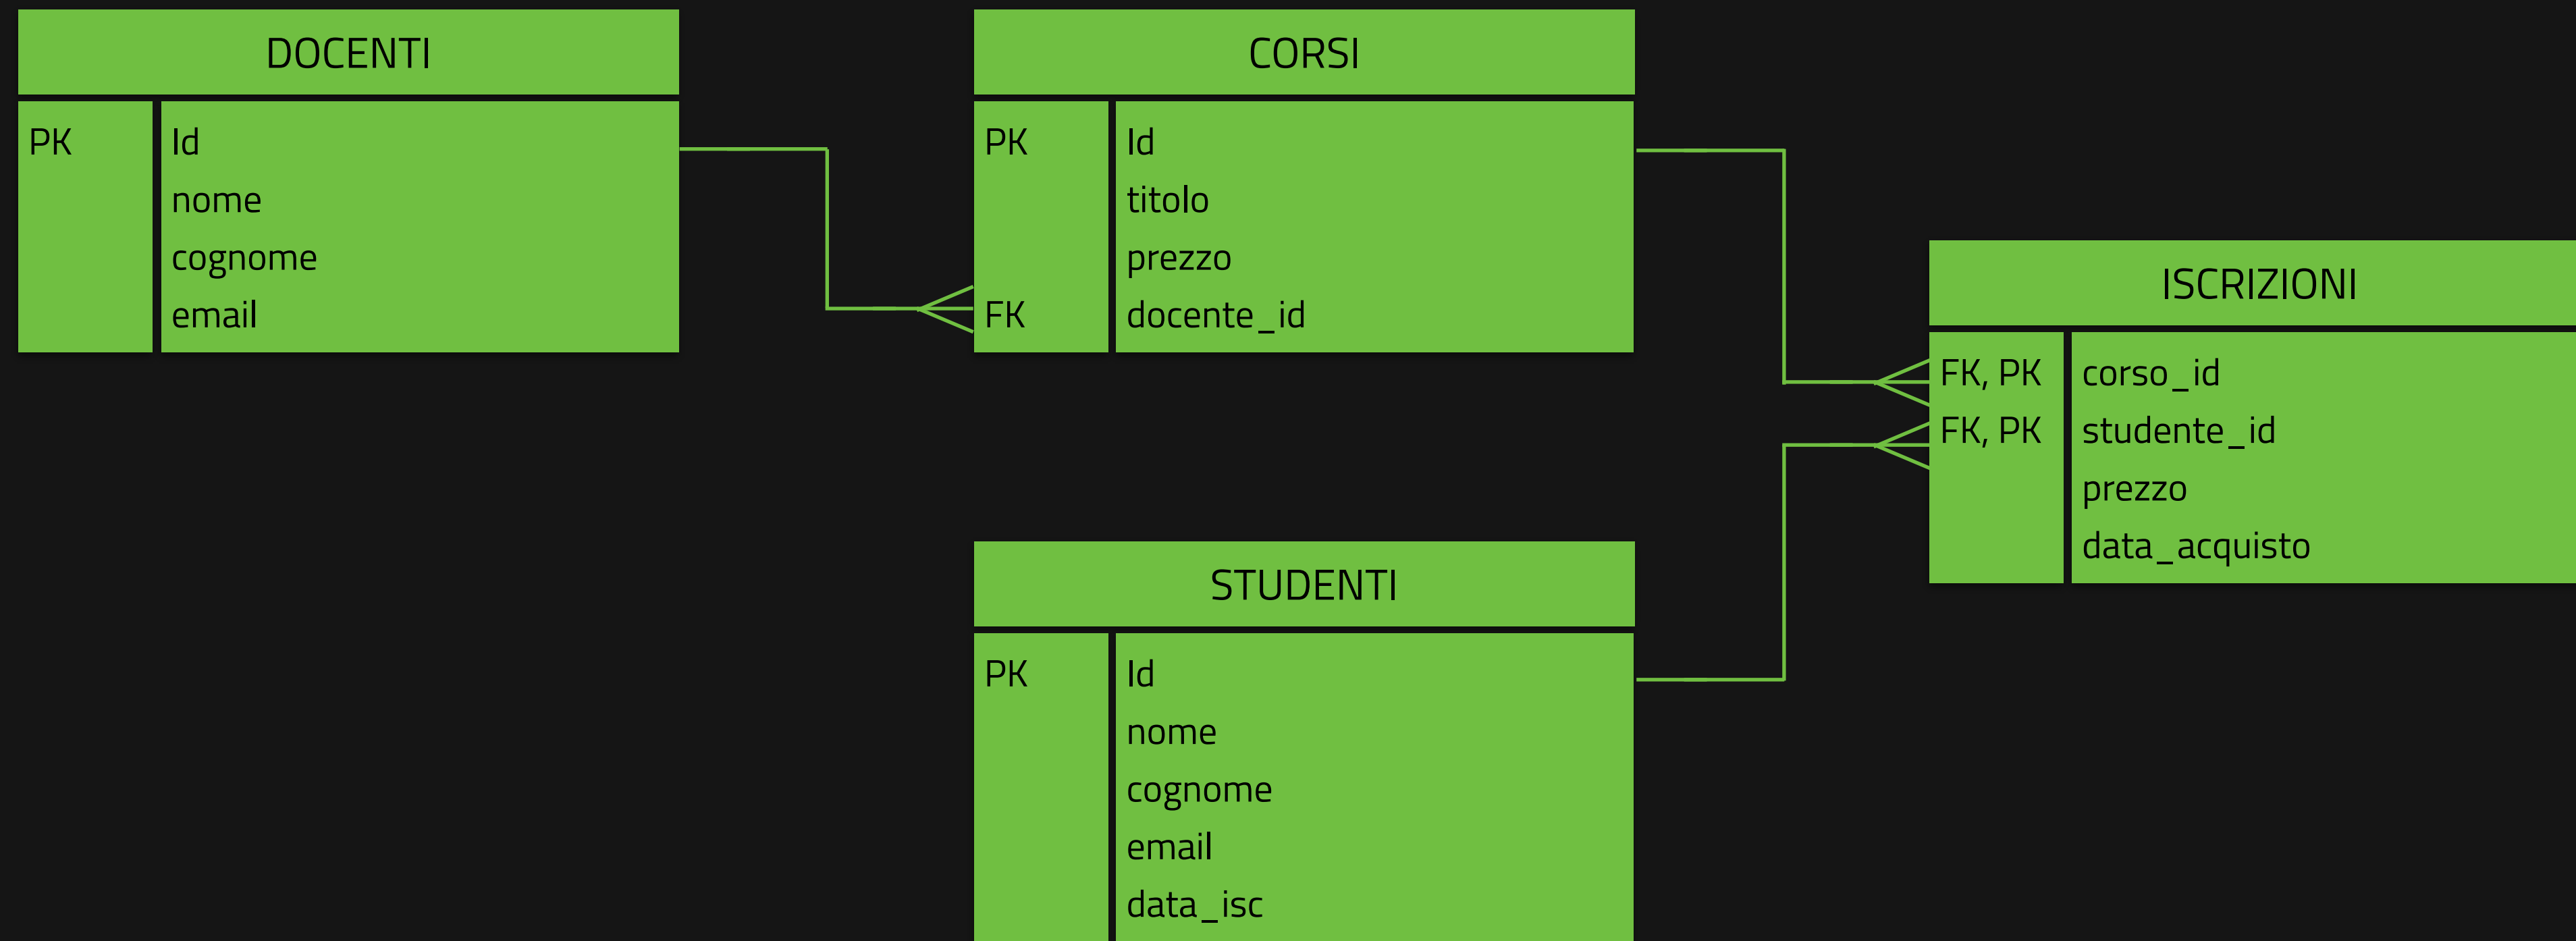 DOCENTI
PK Id
nome
cognome
email
CORSI
PK Id
titolo
prezzo
FK docente_id
ISCRIZIONI
FK, PK corso_id
FK, PK studente_id
prezzo
data_acquisto
STUDENTI
PK Id
nome
cognome
email
data_isc